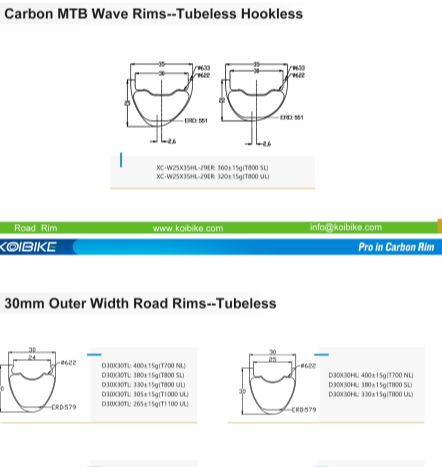 Carbon MTB Wave Rims--Tubeless Hookless
35
30
Ø633
Ø622
25
ERD: 551
2.6
35
30
Ø633
Ø622
22
ERD: 551
2.6
XC-W25X35HL-29ER: 360±15g(T800 SL)
XC-W25X35HL-29ER: 320±15g(T800 UL)
Road Rim www.koibike.com info@koibike.com
KOIBIKE Pro in Carbon Rim
30mm Outer Width Road Rims--Tubeless
30
24
Ø622
ERD:579
D30X30TL: 400±15g(T700 NL)
D30X30TL: 380±15g(T800 SL)
D30X30TL: 330±15g(T800 UL)
D30X30TL: 305±15g(T1000 UL)
D30X30TL: 265±15g(T1100 UL)
30
25
Ø622
30
ERD:579
D30X30HL: 400±15g(T700 NL)
D30X30HL: 380±15g(T800 SL)
D30X30HL: 330±15g(T800 UL)